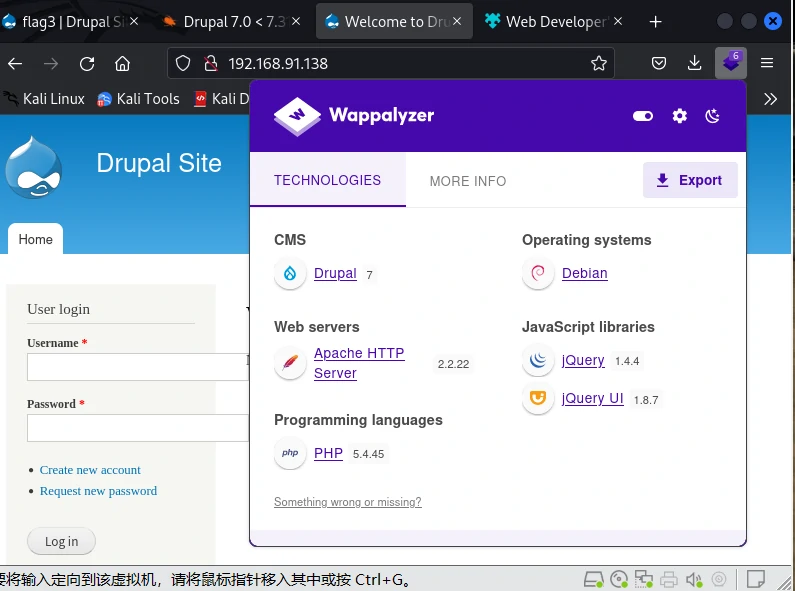 flag3 | Drupal Si
Drupal 7.0 < 7.3
Welcome to Dru
Web Developer
192.168.91.138
6
Kali Linux
Kali Tools
Kali D
Wappalyzer
Drupal Site
TECHNOLOGIES
MORE INFO
Export
Home
CMS
Drupal 7
Operating systems
Debian
User login
Username *
Password *
Web servers
Apache HTTP
Server
2.2.22
JavaScript libraries
jQuery 1.4.4
jQuery UI 1.8.7
Programming languages
php
PHP 5.4.45
Create new account
Request new password
Something wrong or missing?
Log in
要将输入定向到该虚拟机，请将鼠标指针移入其中或按 Ctrl+G。